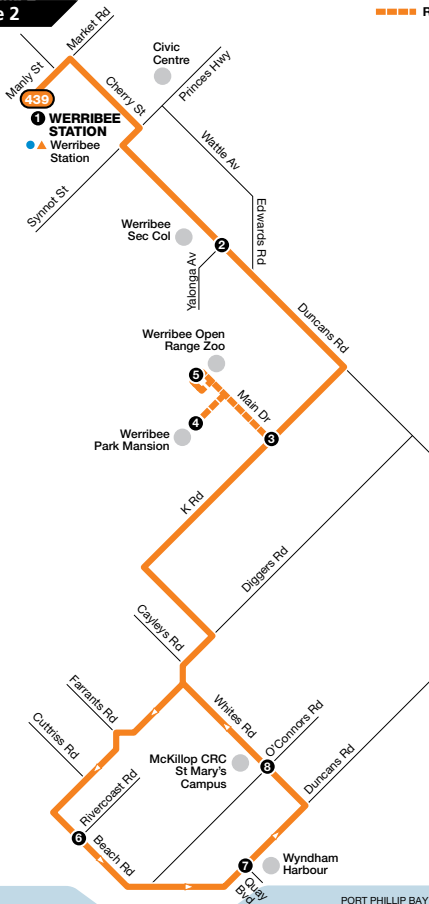 e 2
R
Market Rd
Manly St
Civic
Centre
Princes Hwy
Cherry St
439
1 WERRIBEE
STATION
Werribee
Station
Wattle Av
Synnot St
Edwards Rd
Werribee
Sec Col
2
Yalonga Av
Duncans Rd
Werribee Open
Range Zoo
5
Main Dr
4
Werribee
Park Mansion
3
K Rd
Diggers Rd
Cayleys Rd
Farrants Rd
Whites Rd
O'Connors Rd
Cuttriss Rd
McKillop CRC
St Mary's
Campus
8
Duncans Rd
Rivercoast Rd
6
Beach Rd
7
Wyndham
Harbour
Quay
Bvd
PORT PHILLIP BAY